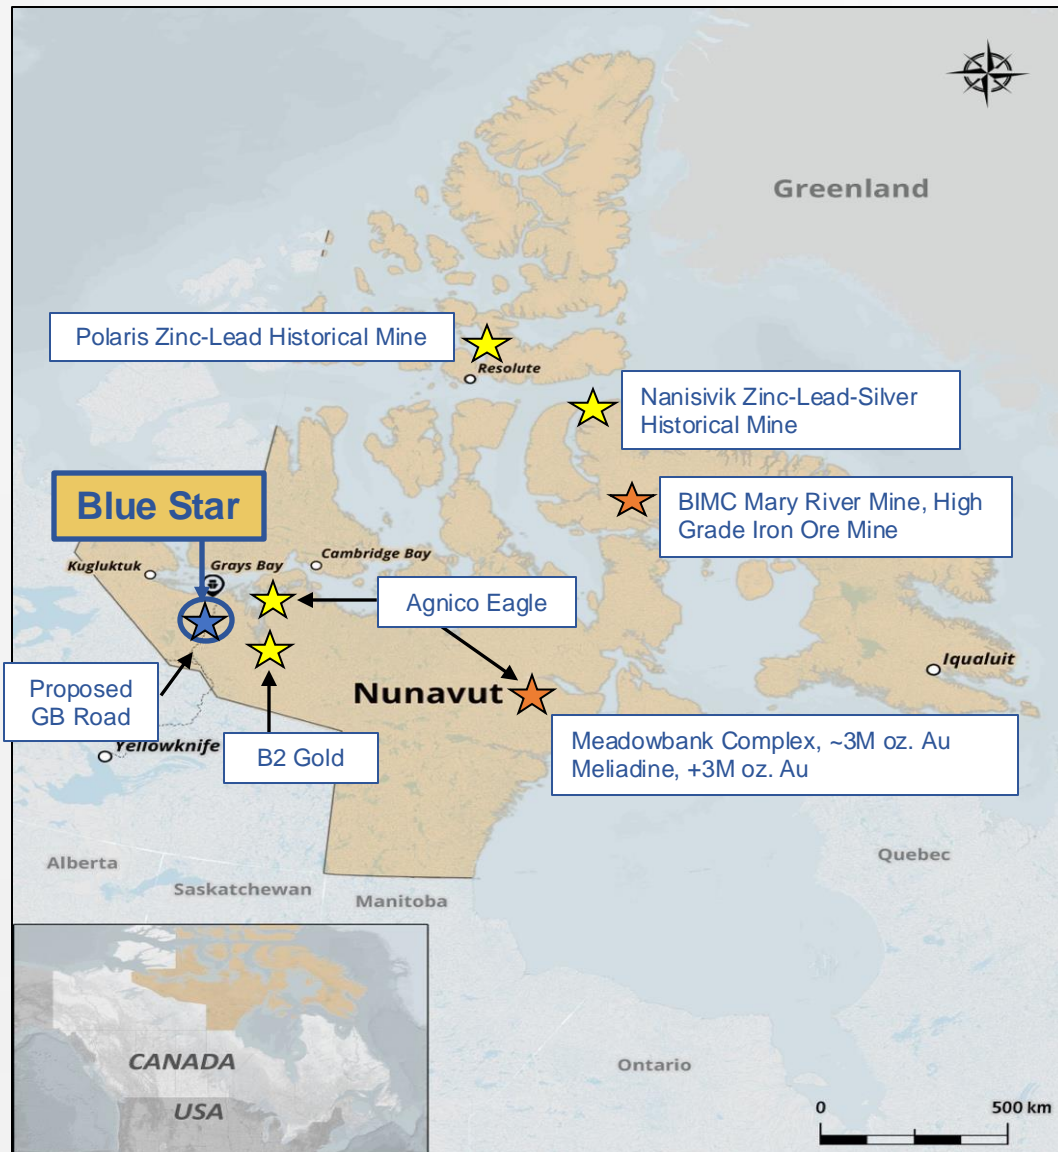 Greenland
Polaris Zinc-Lead Historical Mine
Resolute
Nanisivik Zinc-Lead-Silver
Historical Mine
Blue Star
BIMC Mary River Mine, High
Grade Iron Ore Mine
Kugluktuk
Grays Bay
Cambridge Bay
Agnico Eagle
Iqualuit
Proposed
GB Road
Nunavut
Yellowknife
B2 Gold
Meadowbank Complex, ~3M oz. Au
Meliadine, +3M oz. Au
Alberta
Saskatchewan
Manitoba
Quebec
CANADA
USA
Ontario
0 500 km